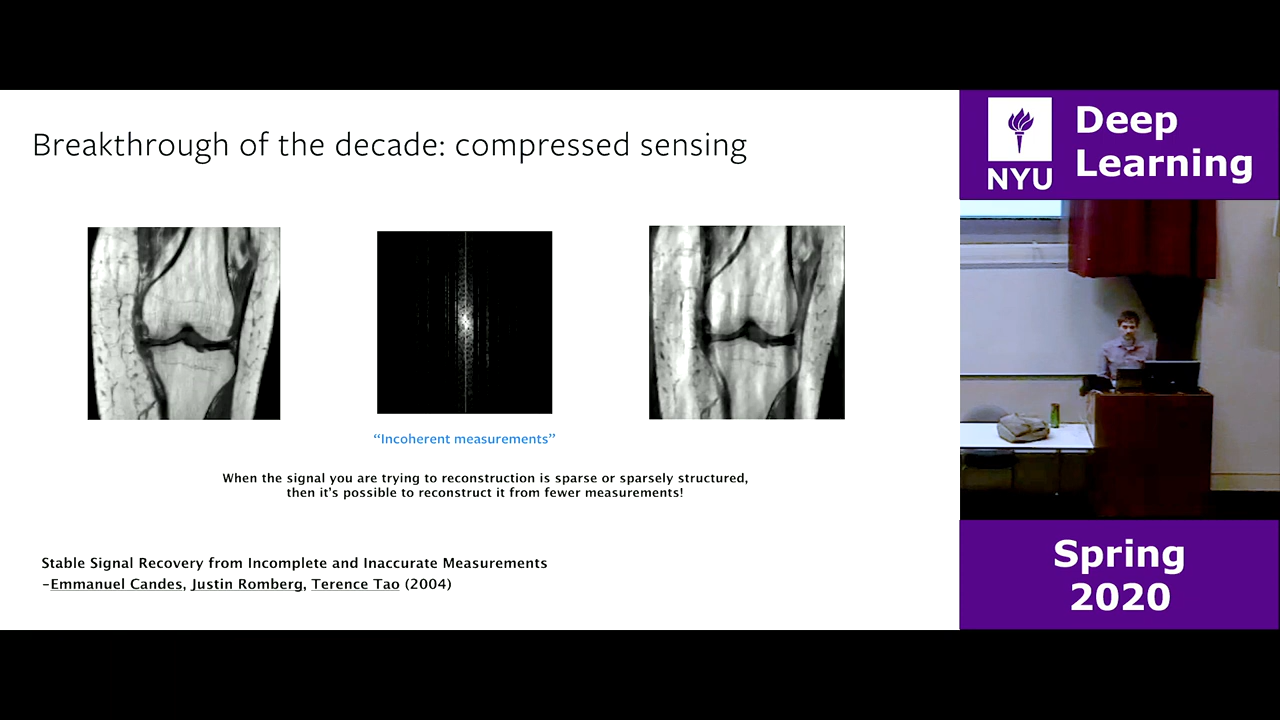 Breakthrough of the decade: compressed sensing
“Incoherent measurements”
When the signal you are trying to reconstruction is sparse or sparsely structured,
then it's possible to reconstruct it from fewer measurements!
Stable Signal Recovery from Incomplete and Inaccurate Measurements
–Emmanuel Candes, Justin Romberg, Terence Tao (2004)
NYU
Deep
Learning
Spring
2020